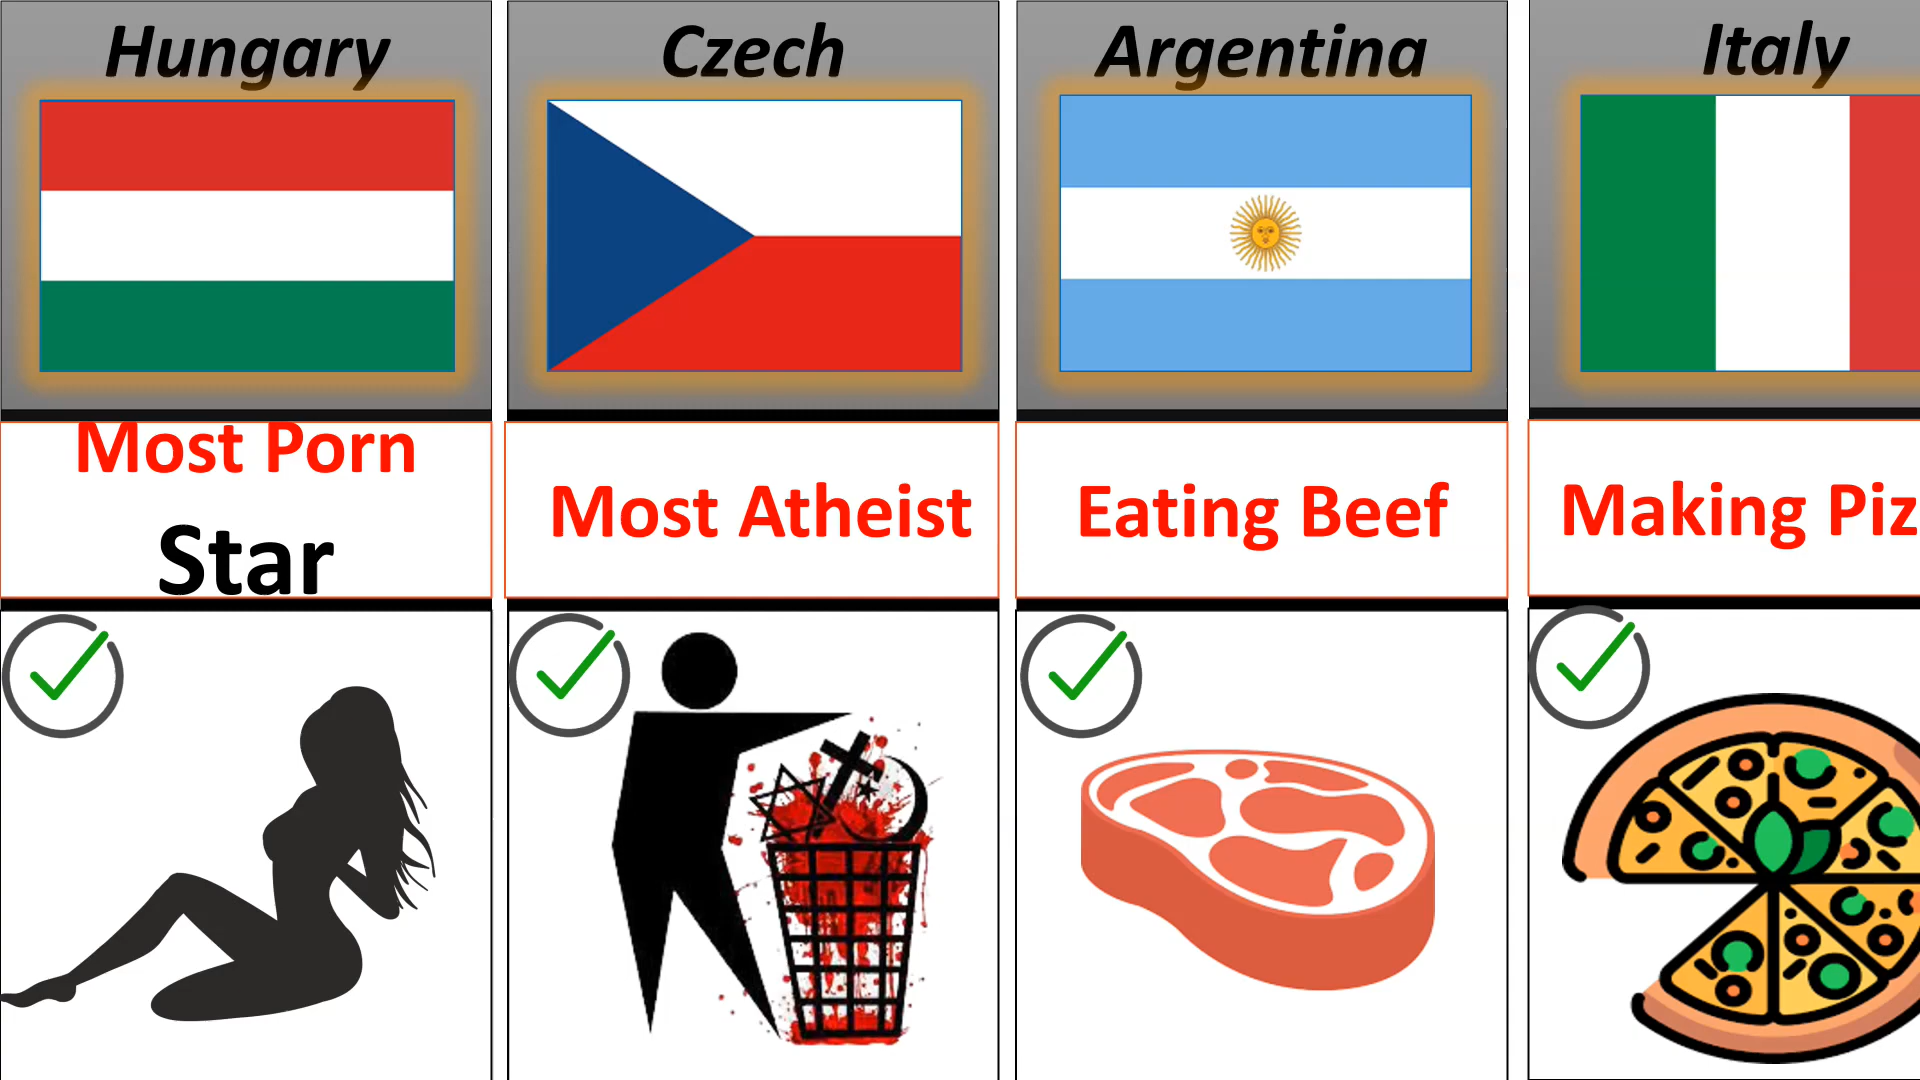 Hungary
Czech
Argentina
Italy
Most Porn
Star
Most Atheist
Eating Beef
Making Piz